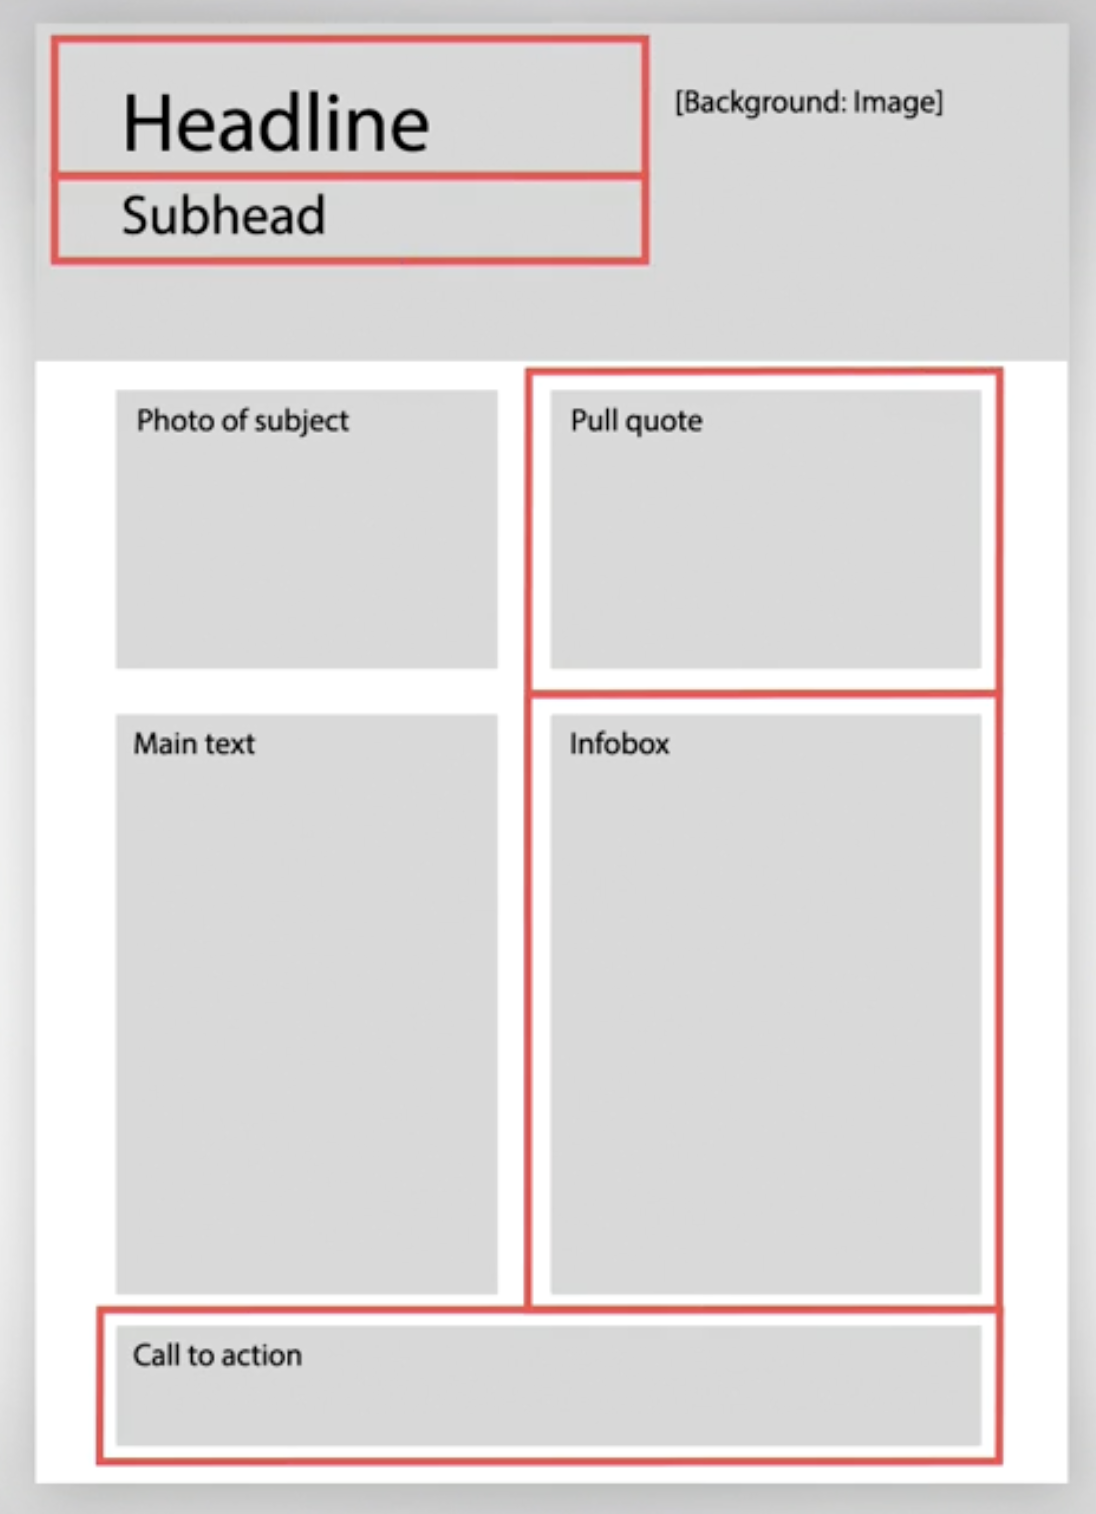 Headline
[Background: Image]
Subhead
Photo of subject
Pull quote
Main text
Infobox
Call to action